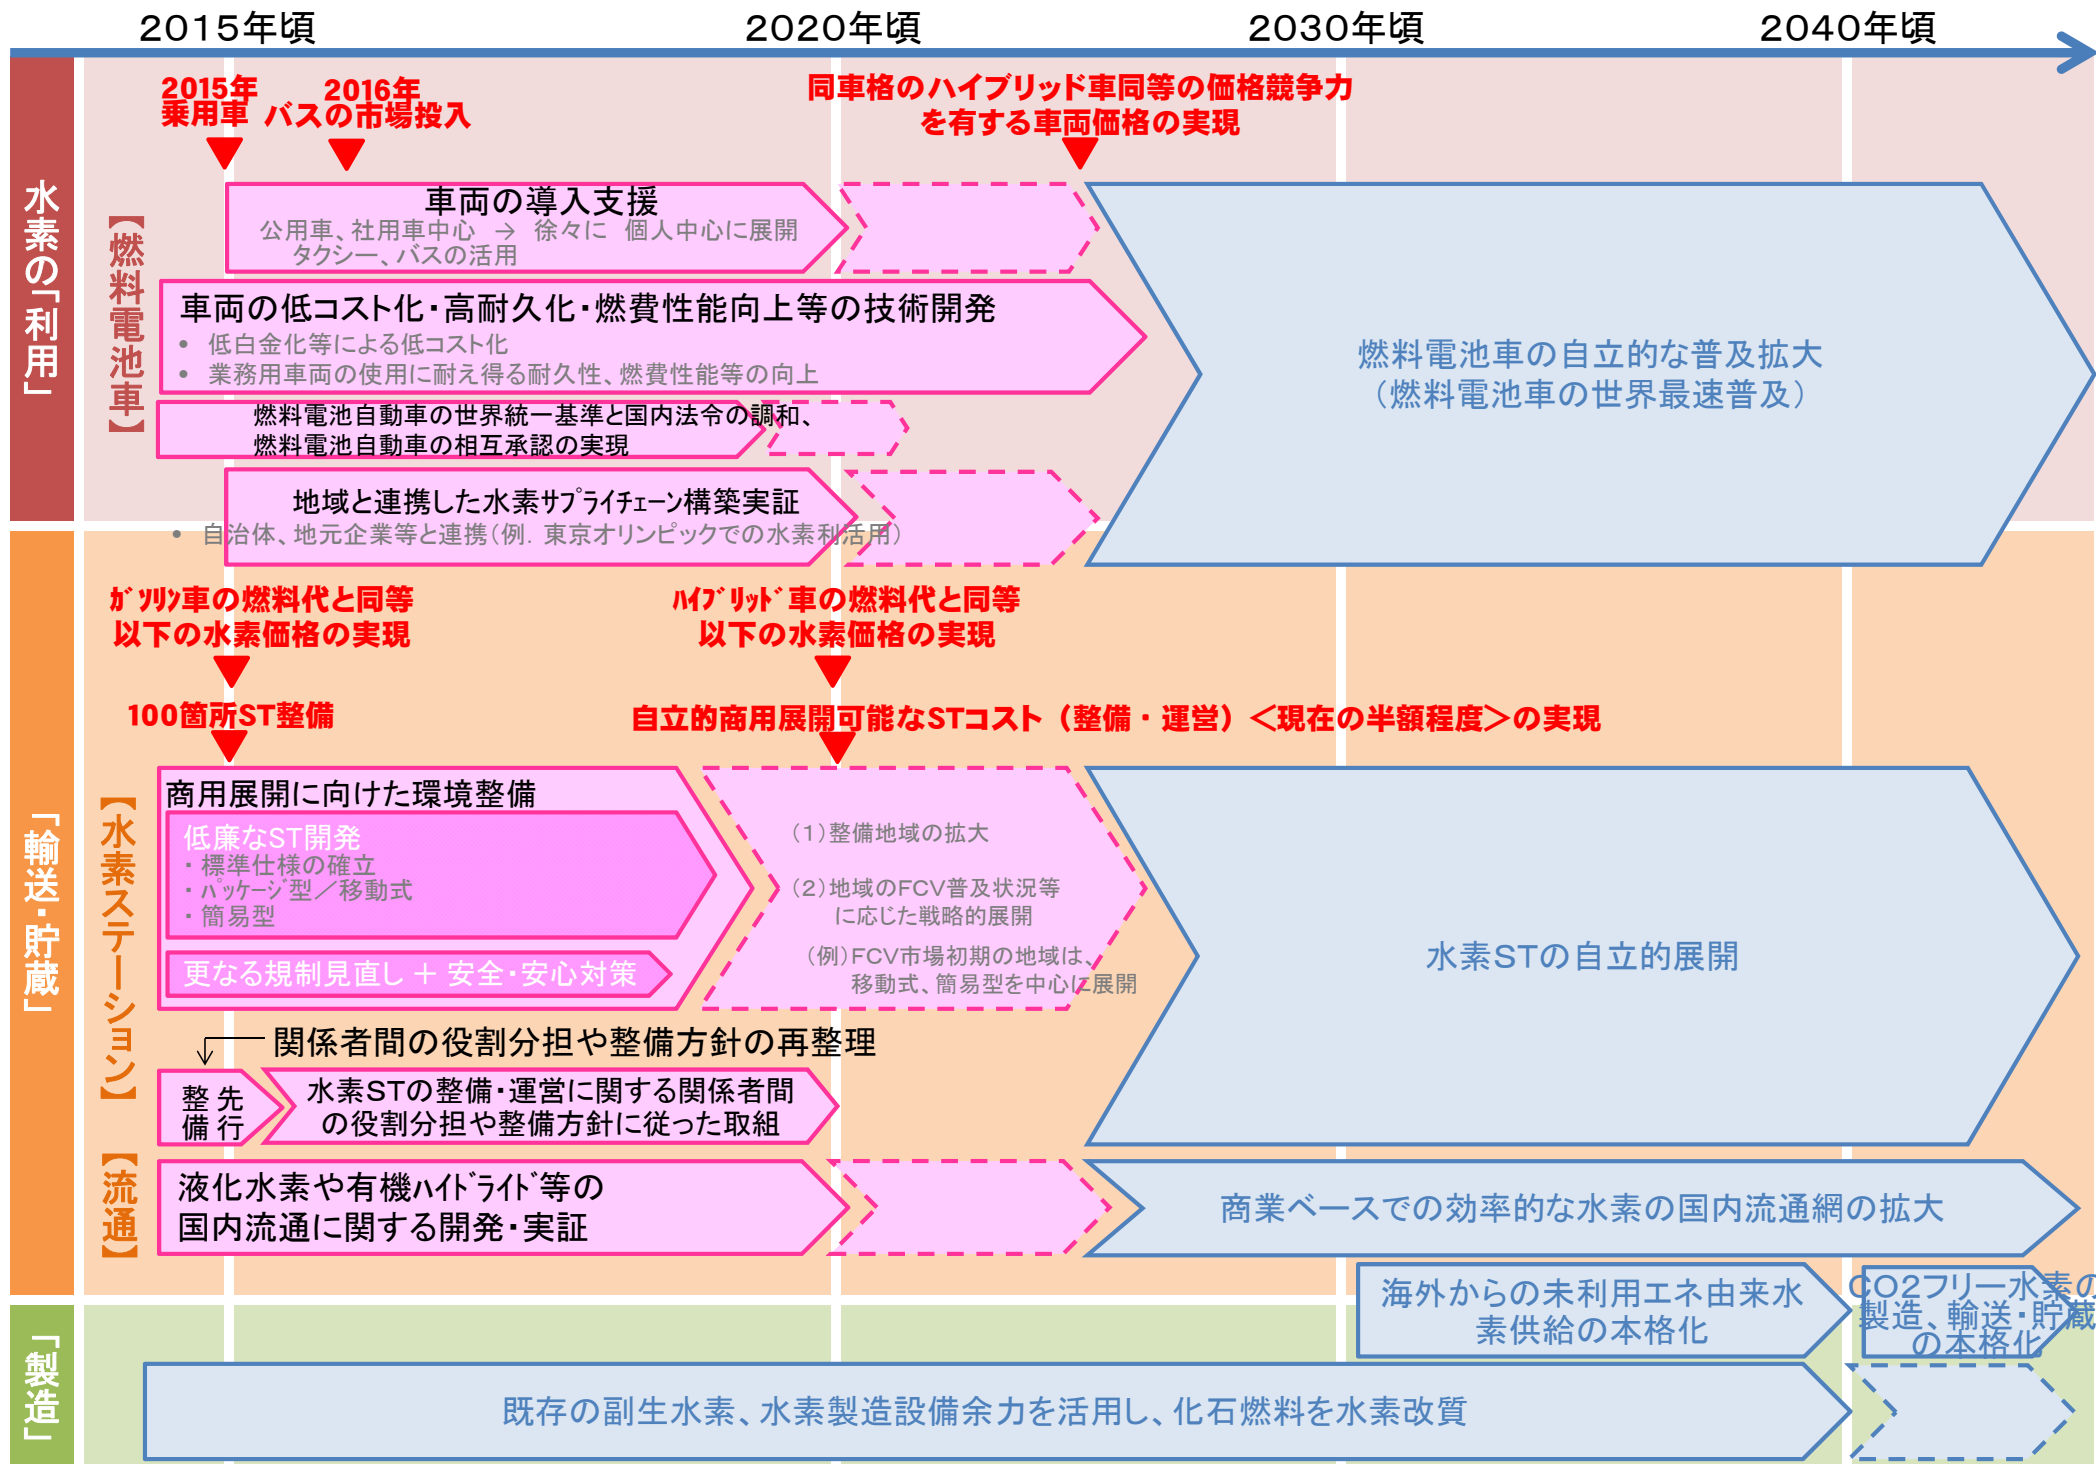 2015年頃
2020年頃
2030年頃
2040年頃
水素の「利用」
【燃料電池車】
2015年
乗用車
2016年
バスの市場投入
同車格のハイブリッド車同等の価格競争力
を有する車両価格の実現
車両の導入支援
公用車、社用車中心 → 徐々に 個人中心に展開
タクシー、バスの活用
車両の低コスト化・高耐久化・燃費性能向上等の技術開発
• 低白金化等による低コスト化
• 業務用車両の使用に耐え得る耐久性、燃費性能等の向上
燃料電池自動車の世界統一基準と国内法令の調和、
燃料電池自動車の相互承認の実現
地域と連携した水素ｻﾌﾟﾗｲﾁｪｰﾝ構築実証
• 自治体、地元企業等と連携(例．東京オリンピックでの水素利活用)
燃料電池車の自立的な普及拡大
(燃料電池車の世界最速普及)
「輸送・貯蔵」
【水素ステーション】
ｶﾞｿﾘﾝ車の燃料代と同等
以下の水素価格の実現
ﾊｲﾌﾞﾘｯﾄﾞ車の燃料代と同等
以下の水素価格の実現
100箇所ST整備
自立的商用展開可能なSTコスト（整備・運営）＜現在の半額程度＞の実現
商用展開に向けた環境整備
低廉なST開発
・標準仕様の確立
・ﾊﾟｯｹｰｼﾞ型／移動式
・簡易型
更なる規制見直し ＋ 安全・安心対策
(1)整備地域の拡大
(2)地域のFCV普及状況等
に応じた戦略的展開
(例)FCV市場初期の地域は、
移動式、簡易型を中心に展開
水素STの自立的展開
関係者間の役割分担や整備方針の再整理
先行
整備
水素STの整備・運営に関する関係者間
の役割分担や整備方針に従った取組
【流通】
液化水素や有機ﾊｲﾄﾞﾗｲﾄﾞ等の
国内流通に関する開発・実証
商業ベースでの効率的な水素の国内流通網の拡大
海外からの未利用エネ由来水
素供給の本格化
CO2フリー水素の
製造、輸送・貯蔵
の本格化
「製造」
既存の副生水素、水素製造設備余力を活用し、化石燃料を水素改質